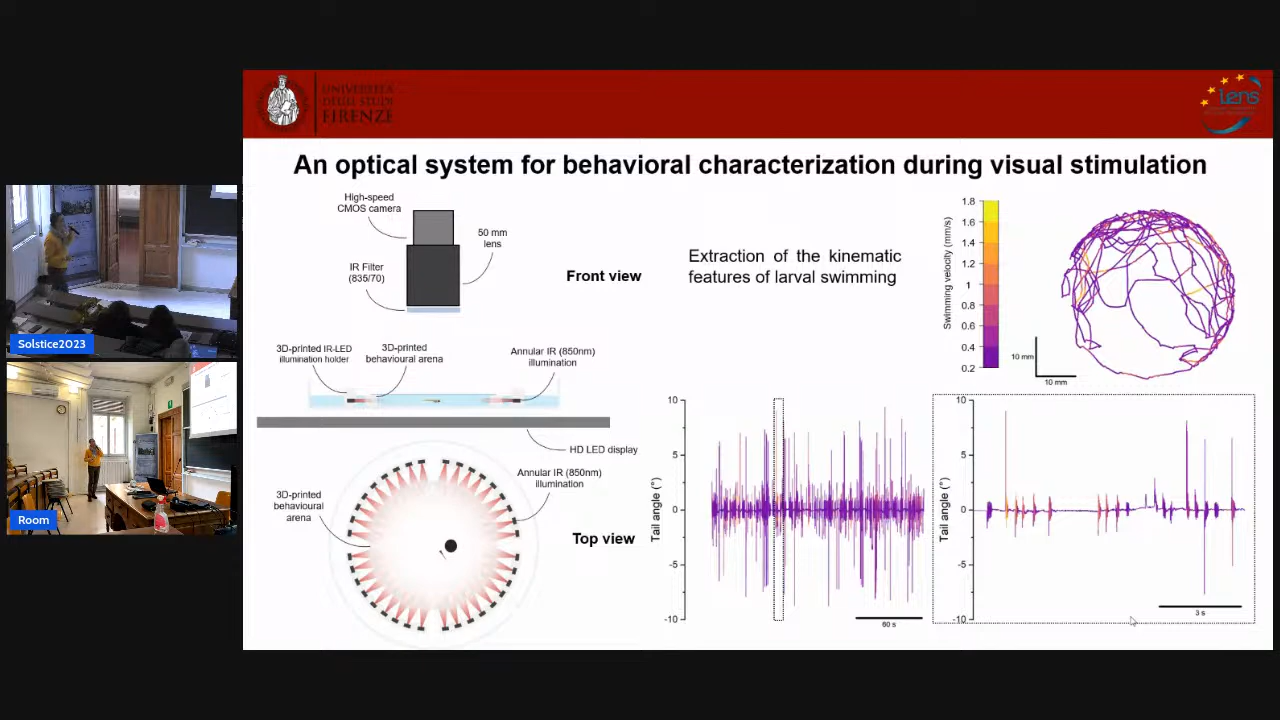 UNIVERSITÀ
DEGLI STUDI
FIRENZE
lens
An optical system for behavioral characterization during visual stimulation
High-speed
CMOS camera
50 mm
lens
IR Filter
(835/70)
Front view
3D-printed IR-LED
illumination holder
3D-printed
behavioural arena
Annular IR (850nm)
illumination
HD LED display
Annular IR (850nm)
illumination
3D-printed
behavioural
arena
Top view
Extraction of the kinematic
features of larval swimming
Swimming velocity (mm/s)
1.8
1.6
1.4
1.2
1
0.8
0.6
0.4
0.2
10 mm
10 mm
Tail angle (°)
10
5
0
-5
-10
60 s
Tail angle (°)
10
5
0
-5
-10
3 s
Solstice2023
Room